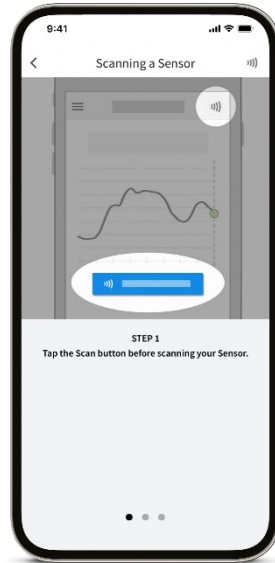 9:41
Scanning a Sensor
STEP 1
Tap the Scan button before scanning your Sensor.